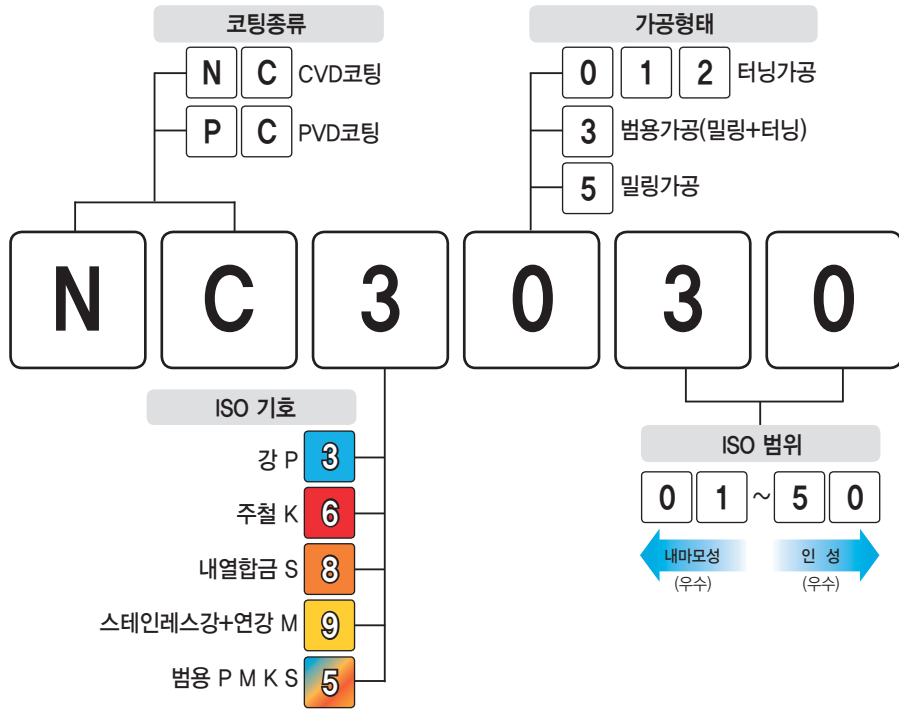 코팅종류
N C CVD코팅
P C PVD코팅
가공형태
0 1 2 터닝가공
3 범용가공(밀링+터닝)
5 밀링가공
N C 3 0 3 0
ISO 기호
강 P 3
주철 K 6
내열합금 S 8
스테인레스강+연강 M 9
범용 P M K S 5
ISO 범위
0 1 ~ 5 0
내마모성 인 성
(우수) (우수)